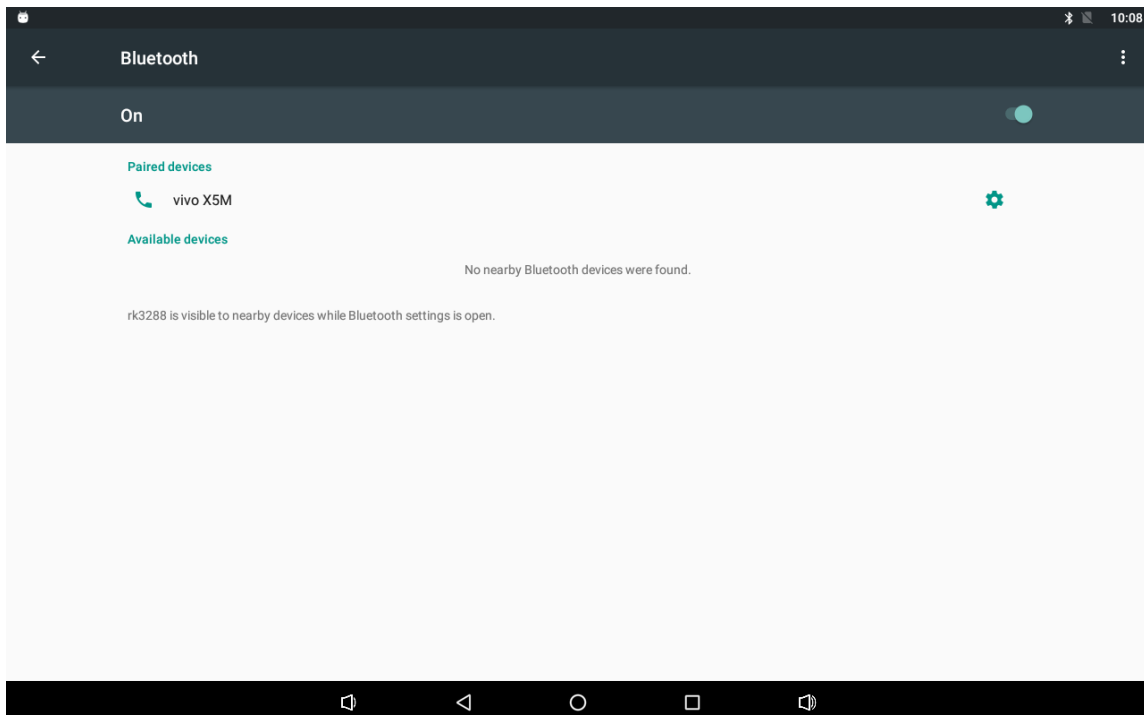 10:08
Bluetooth
On
Paired devices
vivo X5M
Available devices
No nearby Bluetooth devices were found.
rk3288 is visible to nearby devices while Bluetooth settings is open.